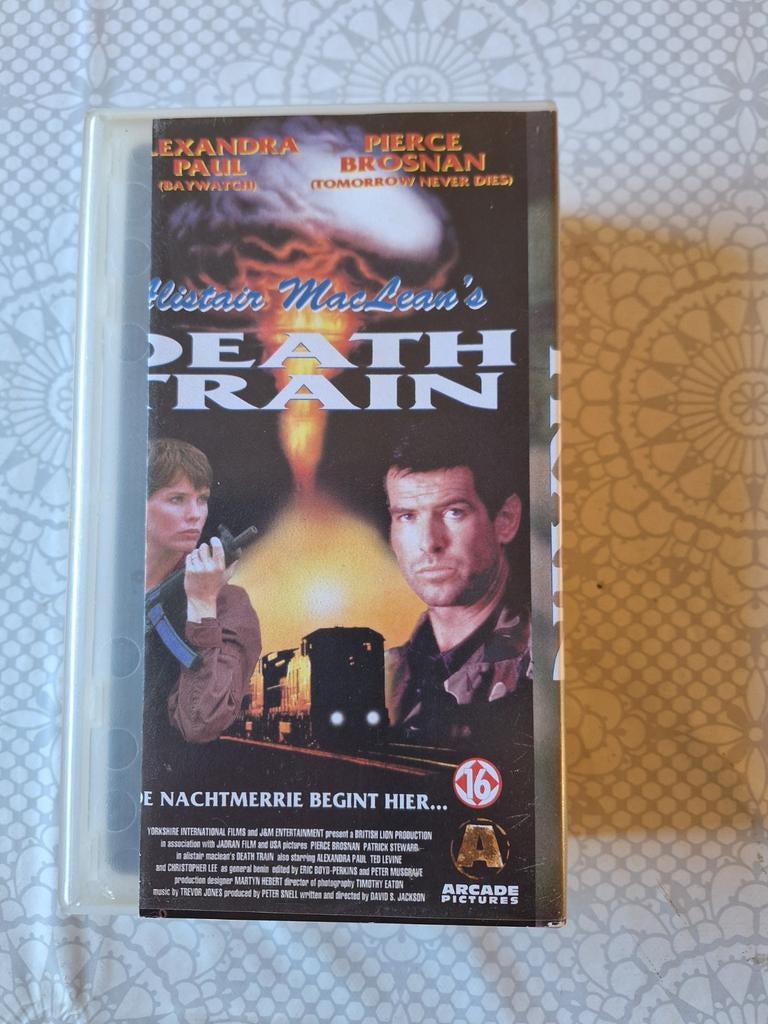 LEXANDRA PAUL
(BAYWATCH)
PIERCE BROSNAN
(TOMORROW NEVER DIES)
Alistair MacLean's
DEATH
TRAIN
DE NACHTMERRIE BEGINT HIER...
16
YORKSHIRE INTERNATIONAL FILMS and J&M ENTERTAINMENT present a BRITISH LION PRODUCTION
in association with JADRAN FILM and USA pictures PIERCE BROSNAN PATRICK STEWARD
in alistair maclean's DEATH TRAIN also starring ALEXANDRA PAUL TED LEVINE
and CHRISTOPHER LEE as general benin edited by ERIC BOYD-PERKINS and PETER MUSGRAVE
production designer MARTYN HEBERT director of photography TIMOTHY EATON
music by TREVOR JONES produced by PETER SNELL written and directed by DAVID S. JACKSON
A
ARCADE
PICTURES